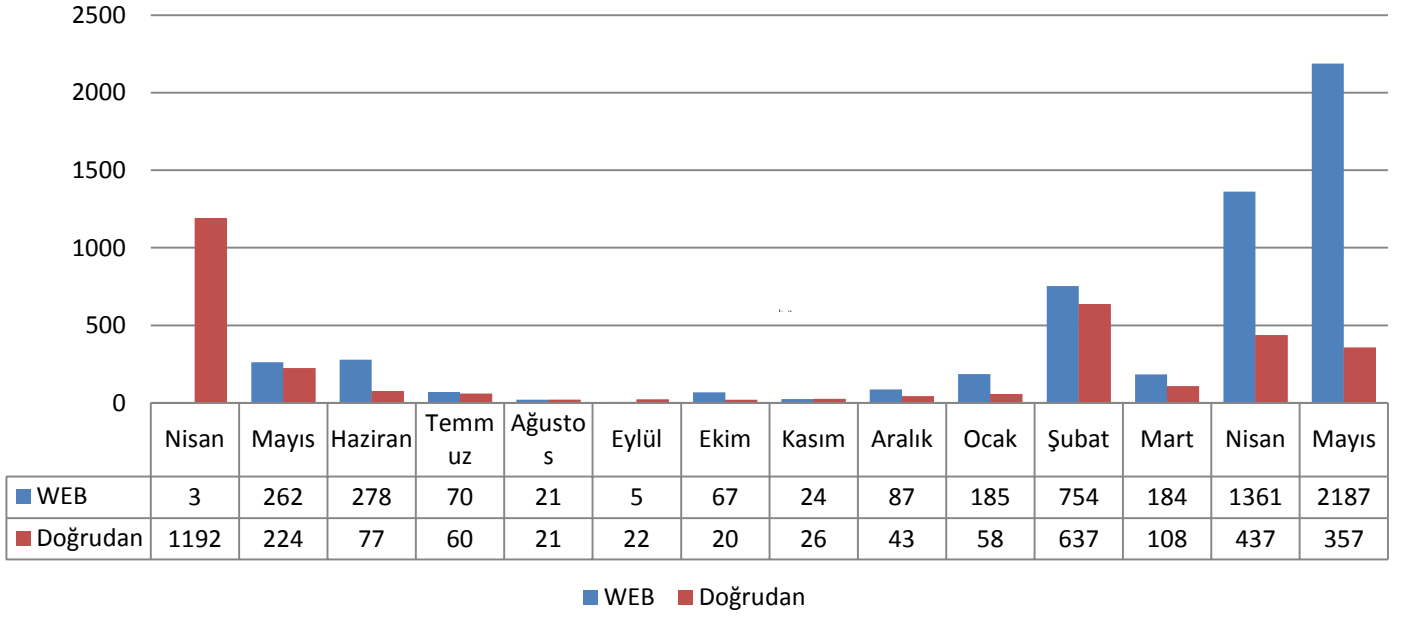 2500
2000
1500
1000
500
0
Nisan Mayıs Haziran Temm uz Ağusto s Eylül Ekim Kasım Aralık Ocak Şubat Mart Nisan Mayıs
WEB 3 262 278 70 21 5 67 24 87 185 754 184 1361 2187
Doğrudan 1192 224 77 60 21 22 20 26 43 58 637 108 437 357
WEB Doğrudan